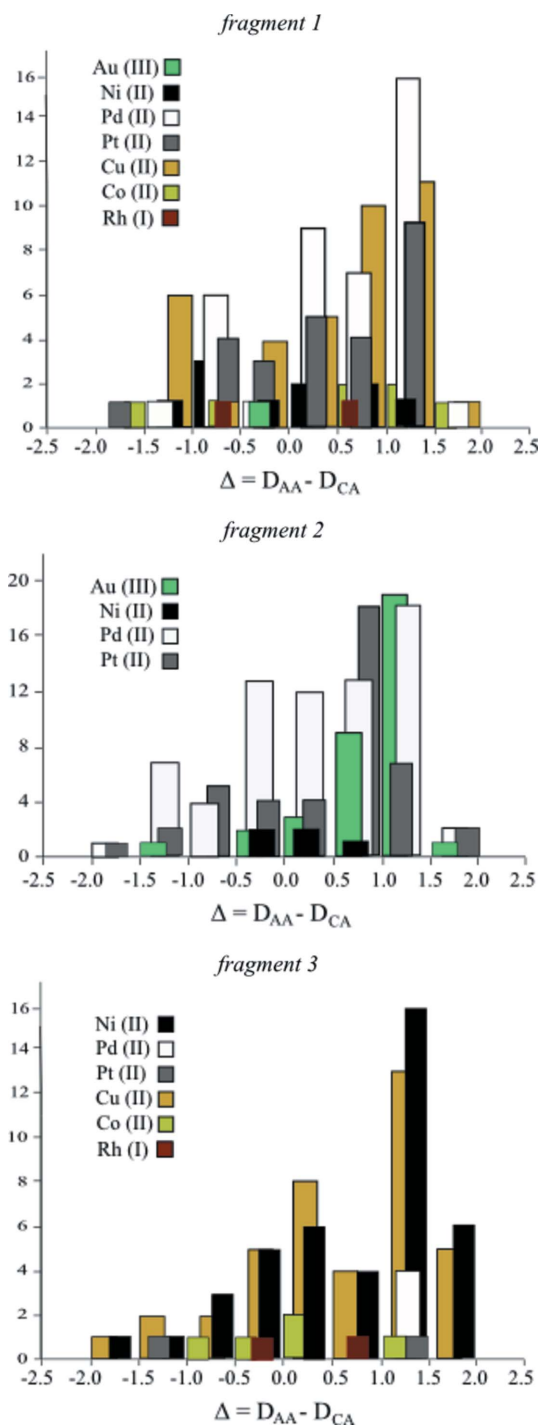 fragment 1
16
14
12
10
8
6
4
2
0
Au (III)
Ni (II)
Pd (II)
Pt (II)
Cu (II)
Co (II)
Rh (I)
-2.5 -2.0 -1.5 -1.0 -0.5 0.0 0.5 1.0 1.5 2.0 2.5
Δ = DAA - DCA
fragment 2
20
16
12
8
4
0
Au (III)
Ni (II)
Pd (II)
Pt (II)
-2.5 -2.0 -1.5 -1.0 -0.5 0.0 0.5 1.0 1.5 2.0 2.5
Δ = DAA - DCA
fragment 3
16
14
12
10
8
6
4
2
0
Ni (II)
Pd (II)
Pt (II)
Cu (II)
Co (II)
Rh (I)
-2.5 -2.0 -1.5 -1.0 -0.5 0.0 0.5 1.0 1.5 2.0 2.5
Δ = DAA - DCA